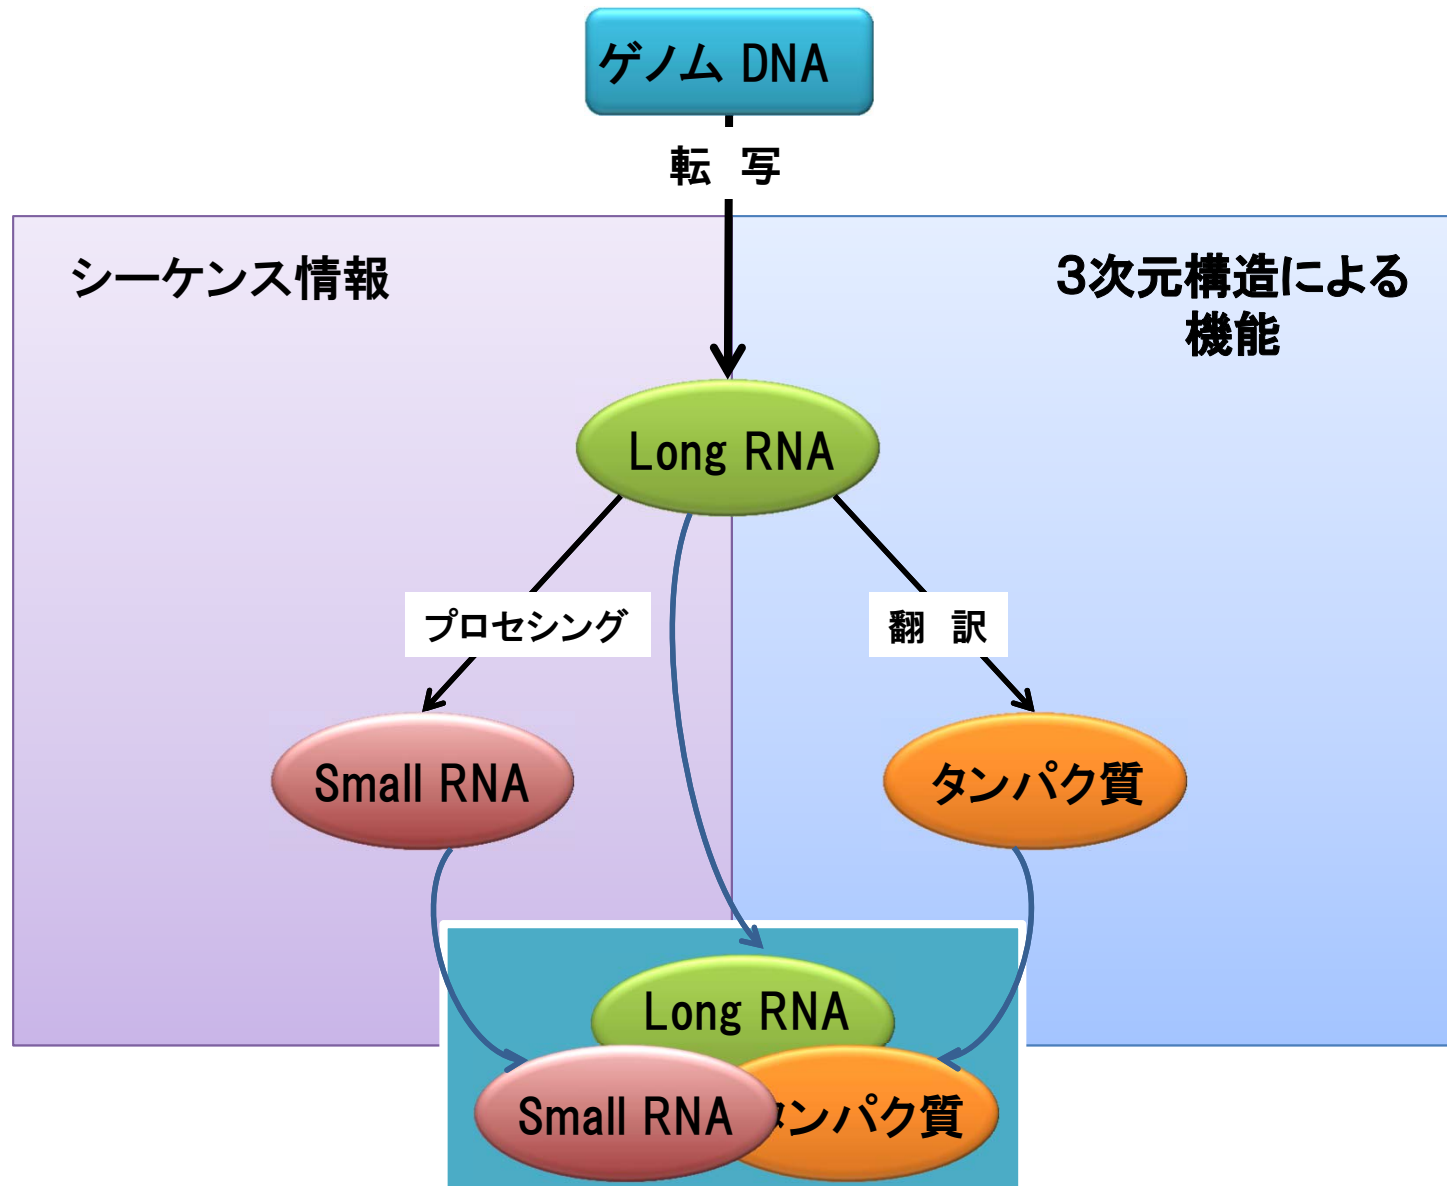 ゲノム DNA
転 写
シーケンス情報
３次元構造による
機能
Long RNA
プロセシング
翻 訳
Small RNA
タンパク質
Long RNA
Small RNA
タンパク質